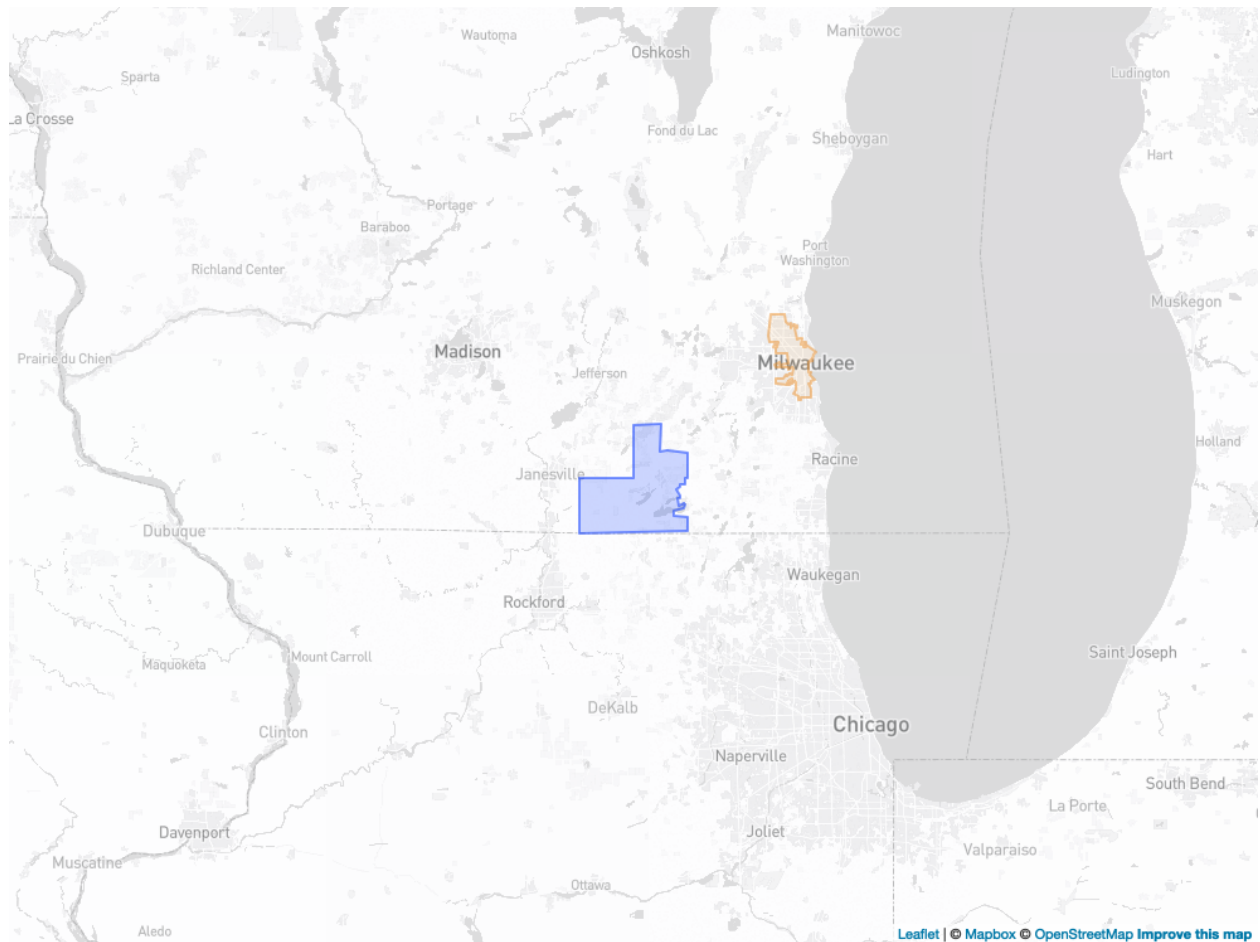 Manitowoc
Wautoma
Oshkosh
Sparta
Ludington
La Crosse
Fond du Lac
Sheboygan
Hart
Portage
Baraboo
Port
Washington
Richland Center
Muskegon
Madison
Prairie du Chien
Milwaukee
Jefferson
Holland
Racine
Janesville
Dubuque
Waukegan
Rockford
Saint Joseph
Mount Carroll
Maquoketa
DeKalb
Chicago
Clinton
Naperville
South Bend
La Porte
Davenport
Joliet
Valparaiso
Muscatine
Ottawa
Aledo
Leaflet | © Mapbox © OpenStreetMap Improve this map